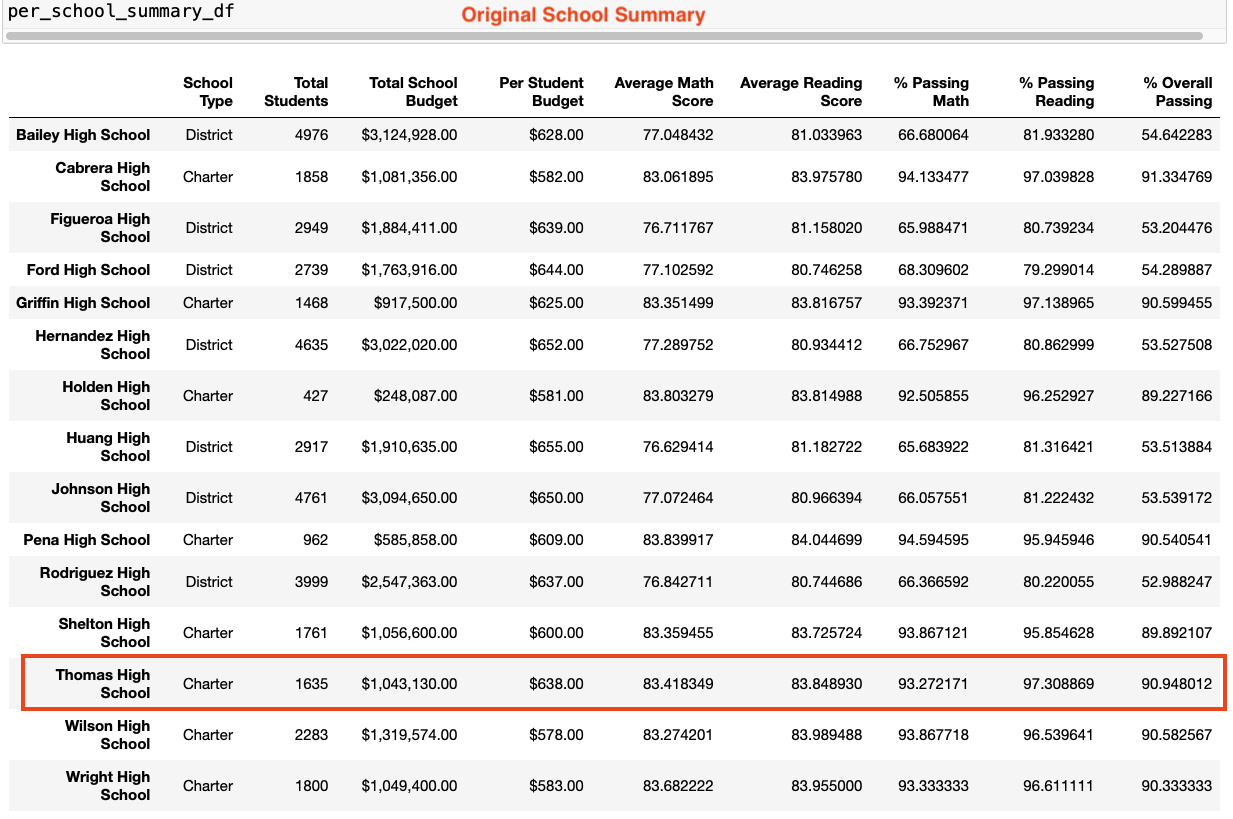 per_school_summary_df
Original School Summary
School Type Total Students Total School Budget Per Student Budget Average Math Score Average Reading Score % Passing Math % Passing Reading % Overall Passing
Bailey High School District 4976 $3,124,928.00 $628.00 77.048432 81.033963 66.680064 81.933280 54.642283
Cabrera High School Charter 1858 $1,081,356.00 $582.00 83.061895 83.975780 94.133477 97.039828 91.334769
Figueroa High School District 2949 $1,884,411.00 $639.00 76.711767 81.158020 65.988471 80.739234 53.204476
Ford High School District 2739 $1,763,916.00 $644.00 77.102592 80.746258 68.309602 79.299014 54.289887
Griffin High School Charter 1468 $917,500.00 $625.00 83.351499 83.816757 93.392371 97.138965 90.599455
Hernandez High School District 4635 $3,022,020.00 $652.00 77.289752 80.934412 66.752967 80.862999 53.527508
Holden High School Charter 427 $248,087.00 $581.00 83.803279 83.814988 92.505855 96.252927 89.227166
Huang High School District 2917 $1,910,635.00 $655.00 76.629414 81.182722 65.683922 81.316421 53.513884
Johnson High School District 4761 $3,094,650.00 $650.00 77.072464 80.966394 66.057551 81.222432 53.539172
Pena High School Charter 962 $585,858.00 $609.00 83.839917 84.044699 94.594595 95.945946 90.540541
Rodriguez High School District 3999 $2,547,363.00 $637.00 76.842711 80.744686 66.366592 80.220055 52.988247
Shelton High School Charter 1761 $1,056,600.00 $600.00 83.359455 83.725724 93.867121 95.854628 89.892107
Thomas High School Charter 1635 $1,043,130.00 $638.00 83.418349 83.848930 93.272171 97.308869 90.948012
Wilson High School Charter 2283 $1,319,574.00 $578.00 83.274201 83.989488 93.867718 96.539641 90.582567
Wright High School Charter 1800 $1,049,400.00 $583.00 83.682222 83.955000 93.333333 96.611111 90.333333